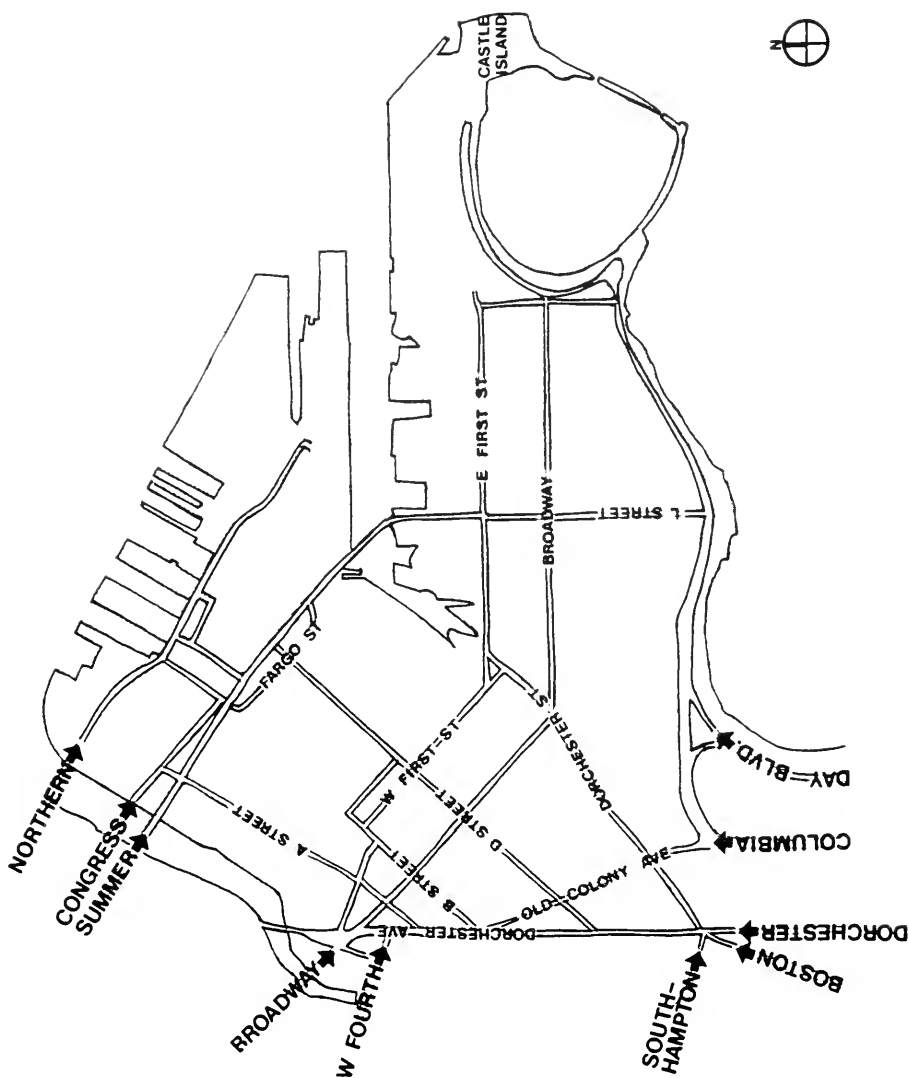 CASTLE
ISLAND
N
E FIRST ST
BROADWAY
L STREET
FARGO ST
W FIRST ST
DORCHESTER ST
D STREET
A STREET
B STREET
OLD COLONY AVE
DORCHESTER AVE
NORTHERN
CONGRESS
SUMMER
BROADWAY
W FOURTH
SOUTH-
HAMPTON
BOSTON
DORCHESTER
COLUMBIA
DAY BLVD.